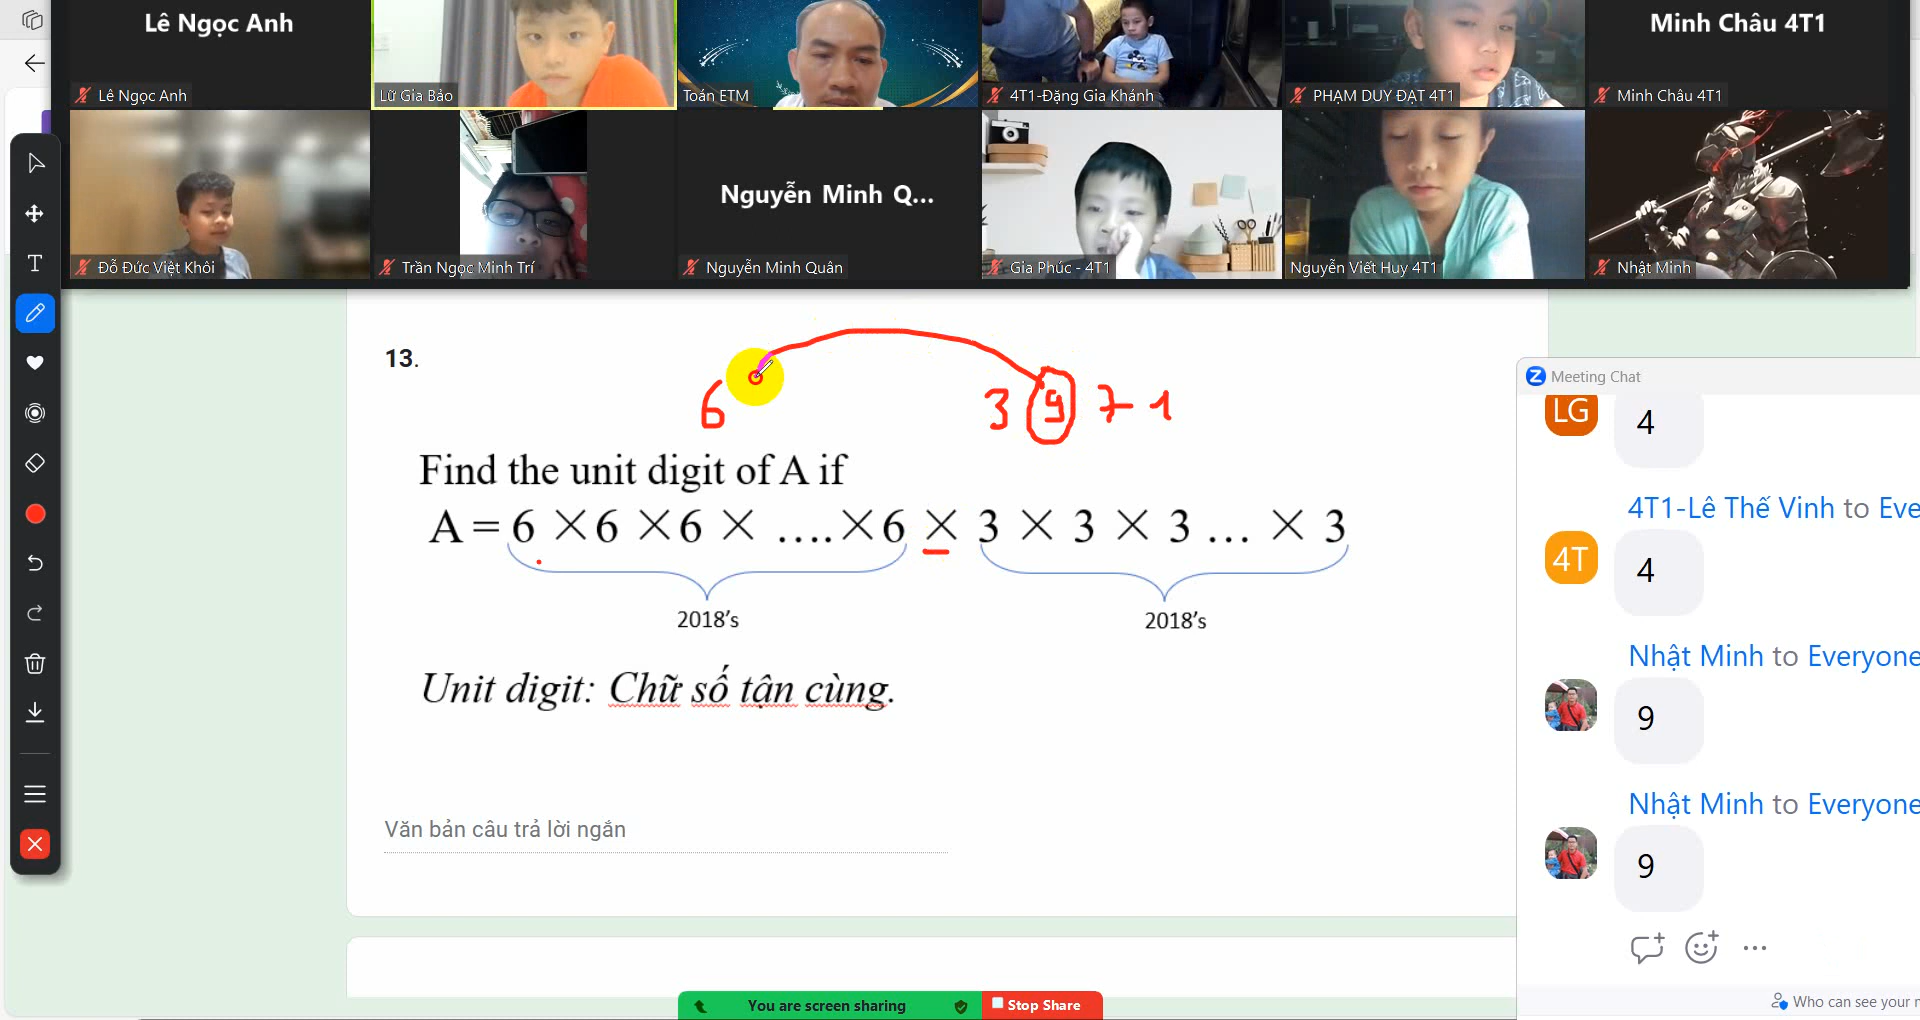 Lê Ngọc Anh
Minh Châu 4T1
Lê Ngọc Anh
Lữ Gia Bảo
Toán ETM
4T1-Đặng Gia Khánh
PHẠM DUY ĐẠT 4T1
Minh Châu 4T1
Nguyễn Minh Q...
Đỗ Đức Việt Khôi
Trần Ngọc Minh Trí
Nguyễn Minh Quân
Gia Phúc - 4T1
Nguyễn Viết Huy 4T1
Nhật Minh
13.
6 3 9 7 1
Find the unit digit of A if
A = 6 × 6 × 6 × .... × 6 × 3 × 3 × 3 ... × 3
2018's 2018's
Unit digit: Chữ số tận cùng.
Văn bản câu trả lời ngắn
Meeting Chat
LG
4
4T1-Lê Thế Vinh to Eve
4T
4
Nhật Minh to Everyone
9
Nhật Minh to Everyone
9
Who can see your
You are screen sharing
Stop Share